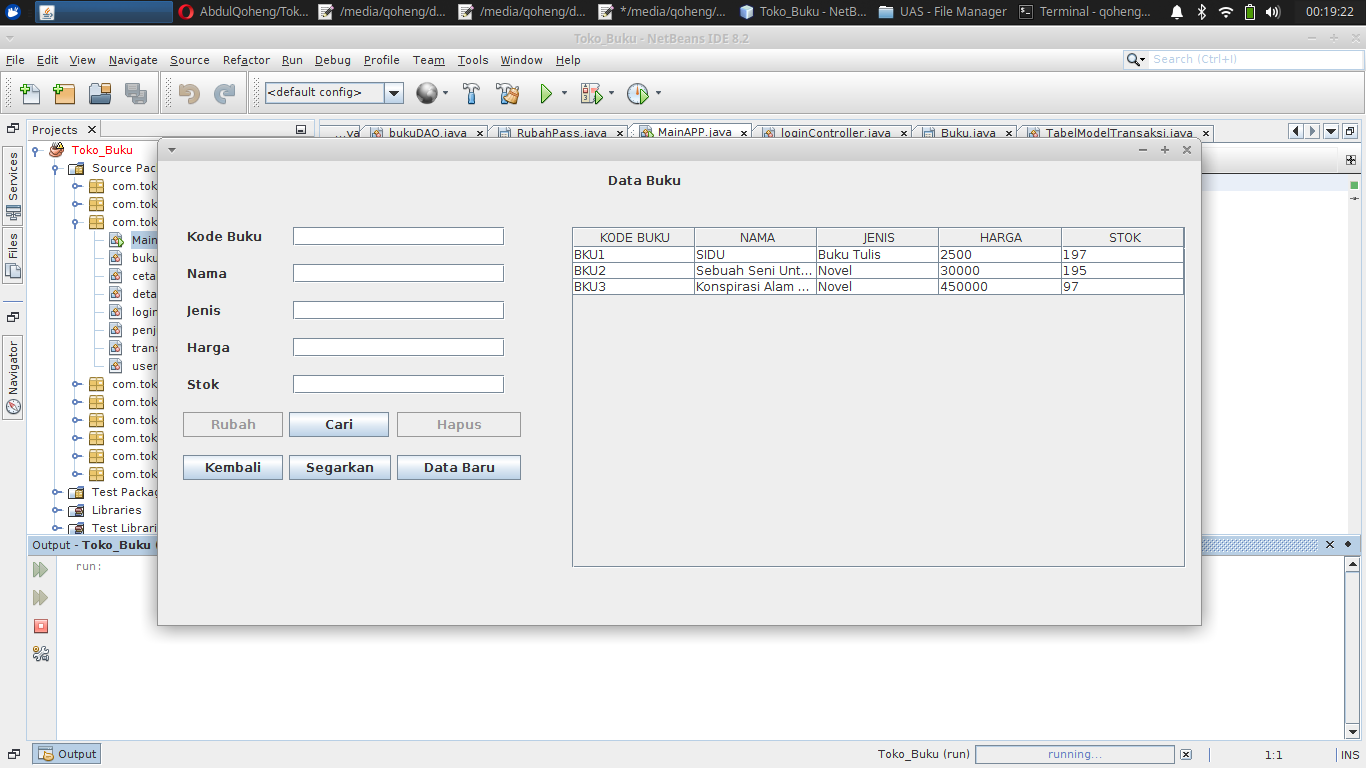 AbdulQoheng/Tok...
/media/qoheng/d...
/media/qoheng/d...
*/media/qoheng/...
Toko_Buku - NetB...
UAS - File Manager
Terminal - qoheng...
00:19:22
Toko_Buku - NetBeans IDE 8.2
File Edit View Navigate Source Refactor Run Debug Profile Team Tools Window Help
Search (Ctrl+I)
<default config>
Projects
...va
bukuDAO.java
RubahPass.java
MainAPP.java
loginController.java
Buku.java
TabelModelTransaksi.java
Services
Files
Navigator
Toko_Buku
Source Pac
com.tok
com.tok
com.tok
Main
buku
ceta
deta
login
penj
trans
user
com.tok
com.tok
com.tok
com.tok
com.tok
com.tok
Test Packag
Libraries
Test Librari
Data Buku
Kode Buku
Nama
Jenis
Harga
Stok
Rubah Cari Hapus
Kembali Segarkan Data Baru
KODE BUKU NAMA JENIS HARGA STOK
BKU1 SIDU Buku Tulis 2500 197
BKU2 Sebuah Seni Unt... Novel 30000 195
BKU3 Konspirasi Alam ... Novel 450000 97
Output - Toko_Buku (
run:
Output
Toko_Buku (run)
running...
1:1
INS